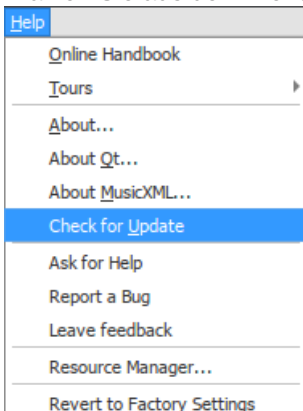 Help
Online Handbook
Tours
About...
About Qt...
About MusicXML...
Check for Update
Ask for Help
Report a Bug
Leave feedback
Resource Manager...
Revert to Factory Settings